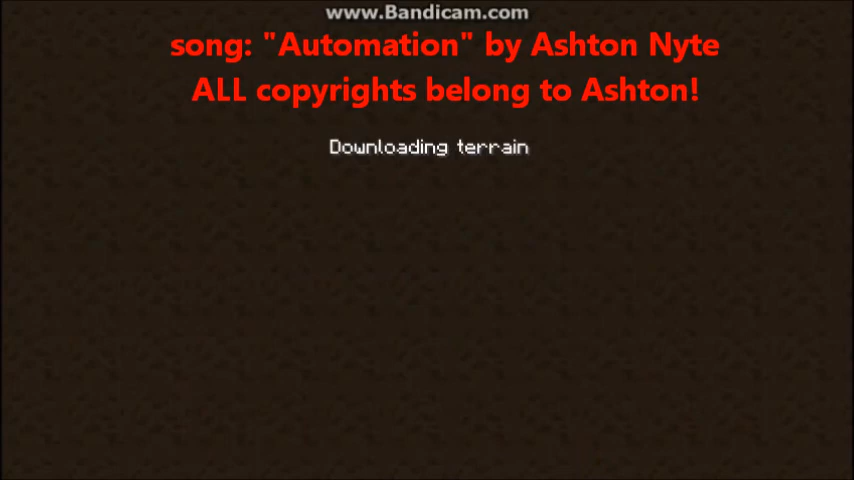 www.Bandicam.com
song: "Automation" by Ashton Nyte
ALL copyrights belong to Ashton!
Downloading terrain